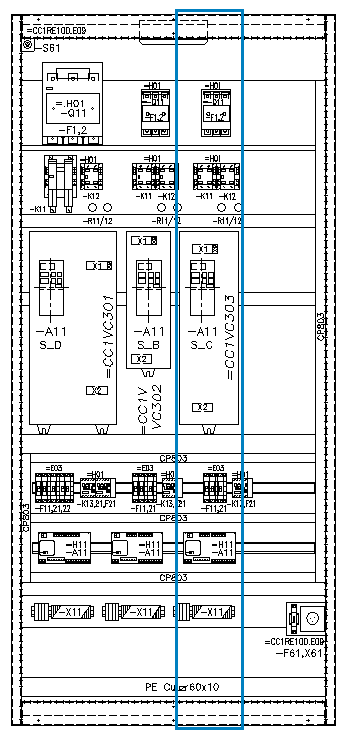 =CC1RE10D.E09
-S61
=.H01
-Q11
-F1,2
=H01
-Q11
F1,2
=H01
-Q11
F1,2
=H01
=H01
=H01
-K11
-K12
-K11
-K12
-K11
-K12
-R11/12
-R11/12
-R11/12
X1
X1
X1
-A11
S_D
=CC1VC301
-A11
S_B
-A11
S_C
=CC1VC303
CP803
X2
X2
X2
=CC1V
VC302
CP803
=E03
=H01
=E03
=H01
=E03
=H01
-F11,21,22
-K13,21,F21
-F11,21
-K13,F21
-F11,21
-K13,F21
CP803
CP803
-H11
-A11
-H11
-A11
-H11
-A11
CP803
-X11
-X11
-X11
=CC1RE10D.E09
-F61,X61
PE Cu 60x10